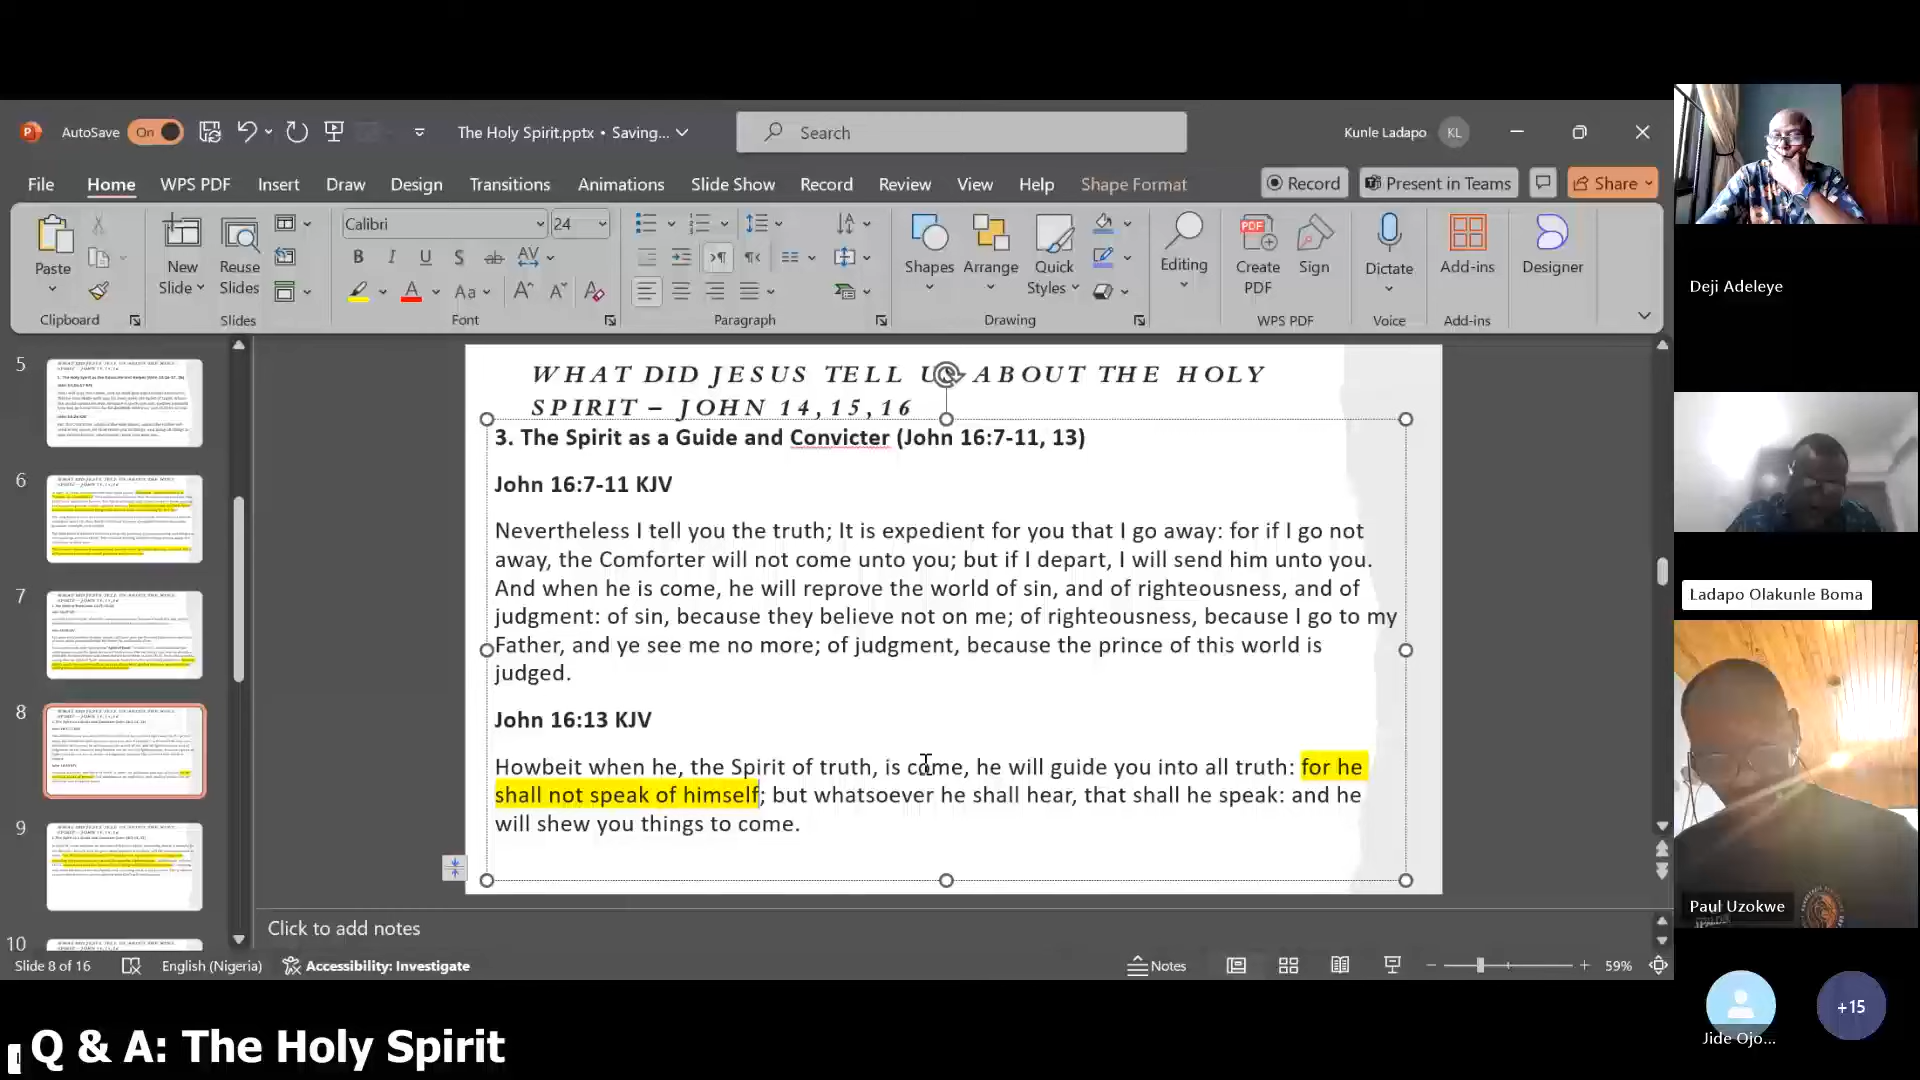 AutoSave On The Holy Spirit.pptx • Saving... Search Kunle Ladapo KL
File Home WPS PDF Insert Draw Design Transitions Animations Slide Show Record Review View Help Shape Format Record Present in Teams Share
Calibri 24
Paste New Slide Reuse Slides Shapes Arrange Quick Styles Editing Create PDF Sign Dictate Add-ins Designer
Clipboard Slides Font Paragraph Drawing WPS PDF Voice Add-ins
5
6
7
8
9
10
WHAT DID JESUS TELL US ABOUT THE HOLY
SPIRIT – JOHN 14,15,16
3. The Spirit as a Guide and Convicter (John 16:7-11, 13)
John 16:7-11 KJV
Nevertheless I tell you the truth; It is expedient for you that I go away: for if I go not
away, the Comforter will not come unto you; but if I depart, I will send him unto you.
And when he is come, he will reprove the world of sin, and of righteousness, and of
judgment: of sin, because they believe not on me; of righteousness, because I go to my
Father, and ye see me no more; of judgment, because the prince of this world is
judged.
John 16:13 KJV
Howbeit when he, the Spirit of truth, is come, he will guide you into all truth: for he
shall not speak of himself; but whatsoever he shall hear, that shall he speak: and he
will shew you things to come.
Click to add notes
Slide 8 of 16 English (Nigeria) Accessibility: Investigate Notes 59%
Deji Adeleye
Ladapo Olakunle Boma
Paul Uzokwe
Jide Ojo...
+15
Q & A: The Holy Spirit